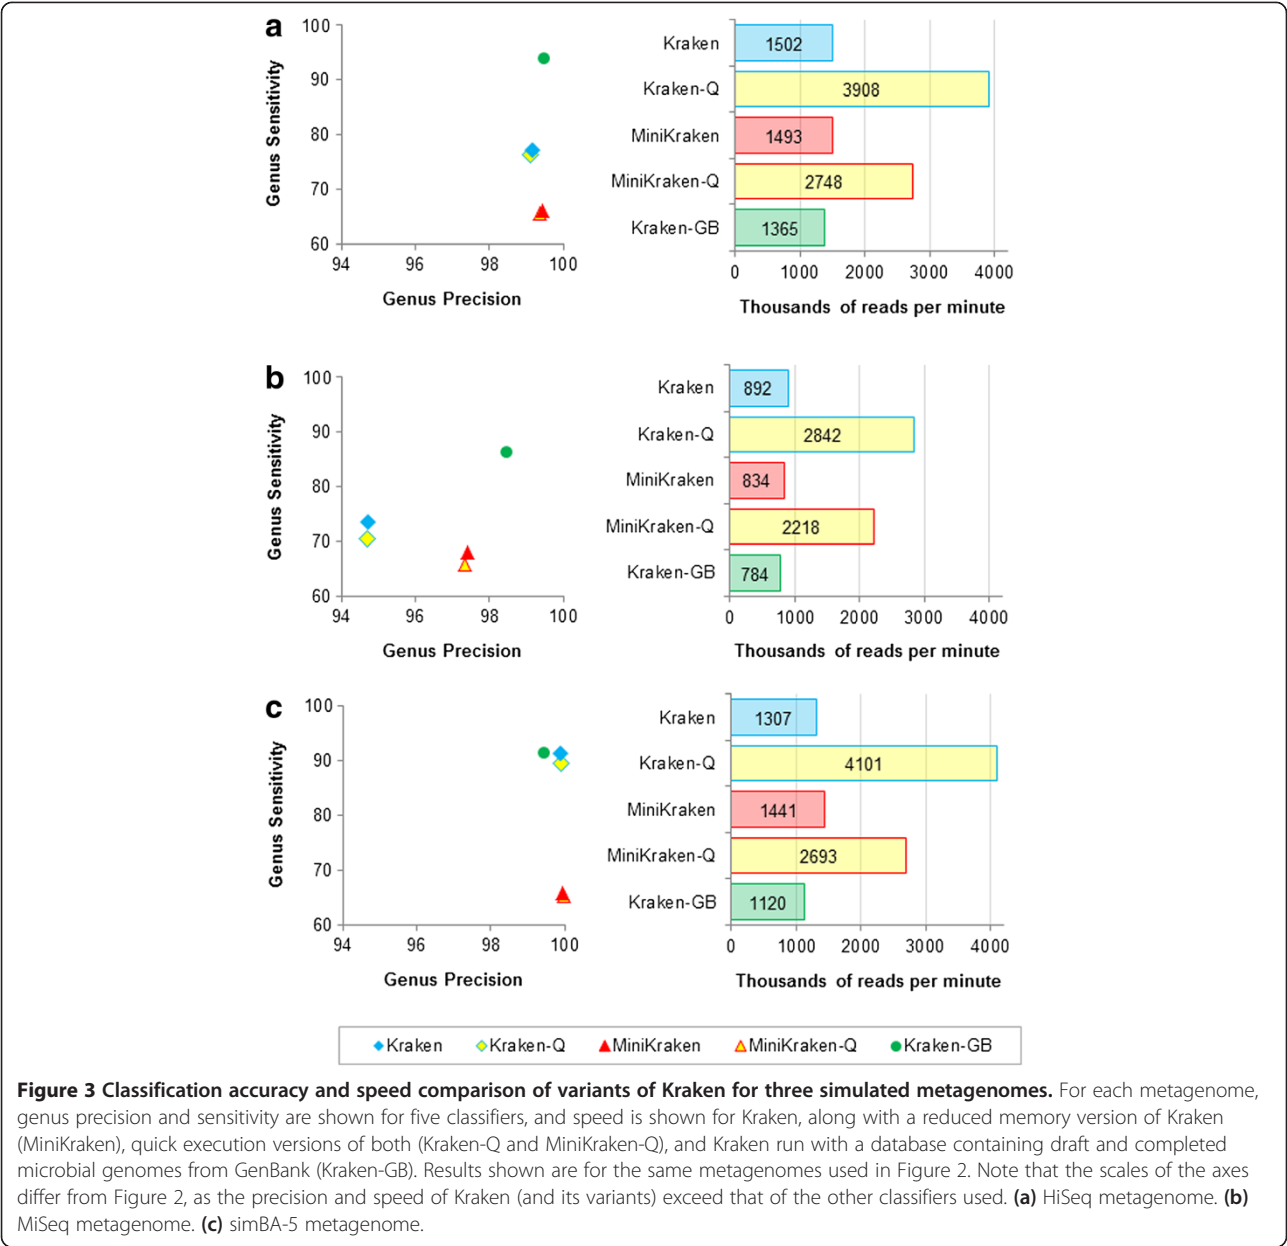 a
100
90
80
70
60
Genus Sensitivity
94 96 98 100
Genus Precision
Kraken 1502
Kraken-Q 3908
MiniKraken 1493
MiniKraken-Q 2748
Kraken-GB 1365
0 1000 2000 3000 4000
Thousands of reads per minute
b
100
90
80
70
60
Genus Sensitivity
94 96 98 100
Genus Precision
Kraken 892
Kraken-Q 2842
MiniKraken 834
MiniKraken-Q 2218
Kraken-GB 784
0 1000 2000 3000 4000
Thousands of reads per minute
c
100
90
80
70
60
Genus Sensitivity
94 96 98 100
Genus Precision
Kraken 1307
Kraken-Q 4101
MiniKraken 1441
MiniKraken-Q 2693
Kraken-GB 1120
0 1000 2000 3000 4000
Thousands of reads per minute
Kraken Kraken-Q MiniKraken MiniKraken-Q Kraken-GB
Figure 3 Classification accuracy and speed comparison of variants of Kraken for three simulated metagenomes. For each metagenome,
genus precision and sensitivity are shown for five classifiers, and speed is shown for Kraken, along with a reduced memory version of Kraken
(MiniKraken), quick execution versions of both (Kraken-Q and MiniKraken-Q), and Kraken run with a database containing draft and completed
microbial genomes from GenBank (Kraken-GB). Results shown are for the same metagenomes used in Figure 2. Note that the scales of the axes
differ from Figure 2, as the precision and speed of Kraken (and its variants) exceed that of the other classifiers used. (a) HiSeq metagenome. (b)
MiSeq metagenome. (c) simBA-5 metagenome.